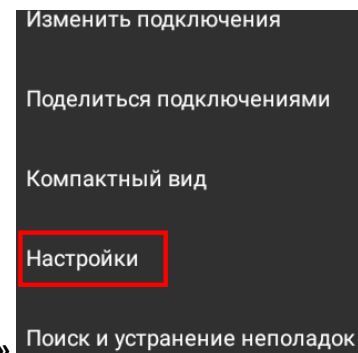 Изменить подключения
Поделиться подключениями
Компактный вид
Настройки
» Поиск и устранение неполадок